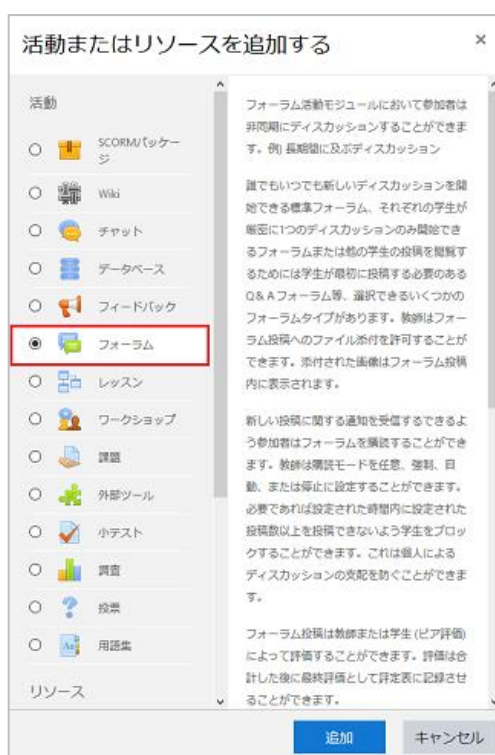 活動またはリソースを追加する
×
活動
SCORMパッケー
ジ
Wiki
チャット
データベース
フィードバック
フォーラム
レッスン
ワークショップ
課題
外部ツール
小テスト
調査
投票
用語集
リソース
フォーラム活動モジュールにおいて参加者は
非同期にディスカッションすることができま
す。例) 長期間に及ぶディスカッション
誰でもいつでも新しいディスカッションを開
始できる標準フォーラム、それぞれの学生が
厳密に1つのディスカッションのみ開始でき
るフォーラムまたは他の学生の投稿を閲覧す
るためには学生が最初に投稿する必要のある
Q&Aフォーラム等、選択できるいくつかの
フォーラムタイプがあります。教師はフォー
ラム投稿へのファイル添付を許可することが
できます。添付された画像はフォーラム投稿
内に表示されます。
新しい投稿に関する通知を受信するできるよ
う参加者はフォーラムを購読することができ
ます。教師は購読モードを任意、強制、自
動、または停止に設定することができます。
必要であれば設定された時間内に設定された
投稿数以上を投稿できないよう学生をブロッ
クすることができます。これは個人による
ディスカッションの支配を防ぐことができま
す。
フォーラム投稿は教師または学生 (ピア評価)
によって評価することができます。評価は合
計した後に最終評価として評定表に記録させ
ることができます。
追加
キャンセル